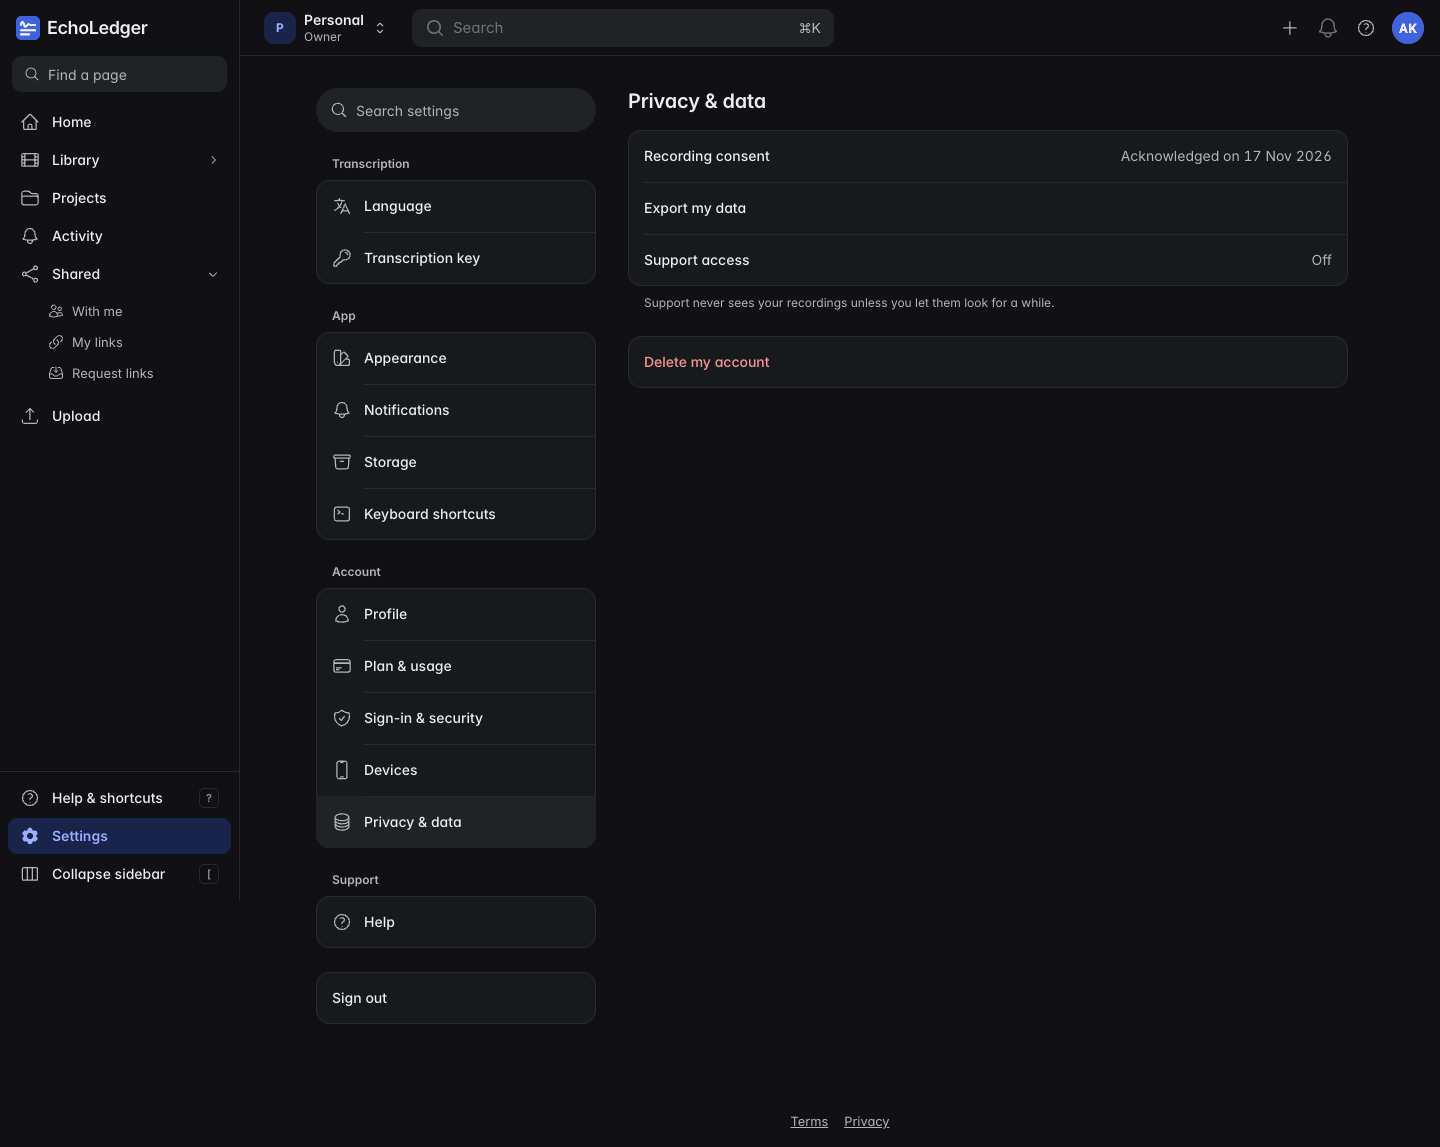 EchoLedger
Find a page
Home
Library
Projects
Activity
Shared
With me
My links
Request links
Upload
Help & shortcuts ?
Settings
Collapse sidebar [
P Personal
Owner
Search ⌘K
AK
Search settings
Transcription
Language
Transcription key
App
Appearance
Notifications
Storage
Keyboard shortcuts
Account
Profile
Plan & usage
Sign-in & security
Devices
Privacy & data
Support
Help
Sign out
Privacy & data
Recording consent Acknowledged on 17 Nov 2026
Export my data
Support access Off
Support never sees your recordings unless you let them look for a while.
Delete my account
Terms Privacy